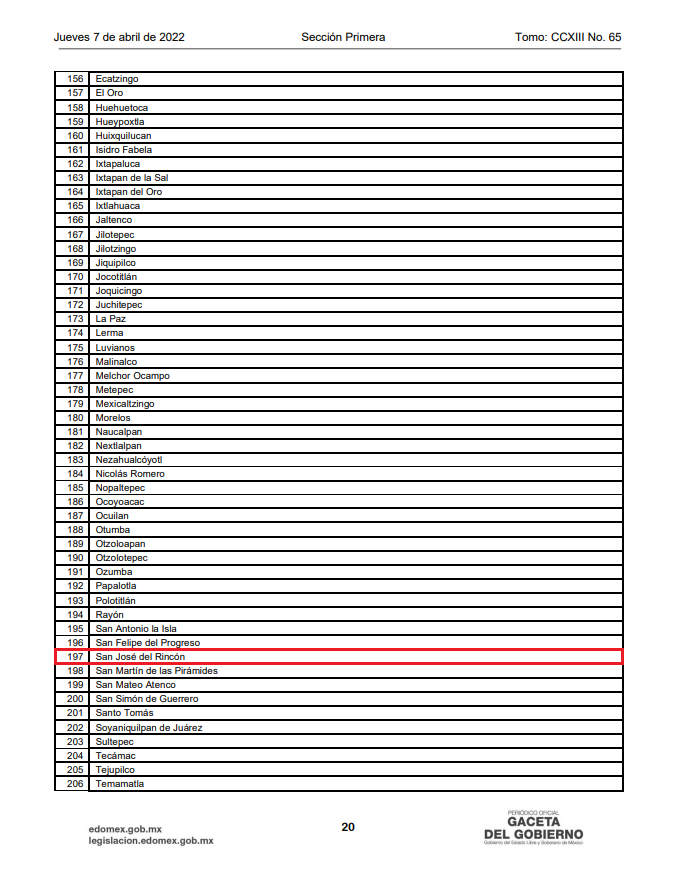 Jueves 7 de abril de 2022 Sección Primera Tomo: CCXIII No. 65
156 Ecatzingo
157 El Oro
158 Huehuetoca
159 Hueypoxtla
160 Huixquilucan
161 Isidro Fabela
162 Ixtapaluca
163 Ixtapan de la Sal
164 Ixtapan del Oro
165 Ixtlahuaca
166 Jaltenco
167 Jilotepec
168 Jilotzingo
169 Jiquipilco
170 Jocotitlán
171 Joquicingo
172 Juchitepec
173 La Paz
174 Lerma
175 Luvianos
176 Malinalco
177 Melchor Ocampo
178 Metepec
179 Mexicaltzingo
180 Morelos
181 Naucalpan
182 Nextlalpan
183 Nezahualcóyotl
184 Nicolás Romero
185 Nopaltepec
186 Ocoyoacac
187 Ocuilan
188 Otumba
189 Otzoloapan
190 Otzolotepec
191 Ozumba
192 Papalotla
193 Polotitlán
194 Rayón
195 San Antonio la Isla
196 San Felipe del Progreso
197 San José del Rincón
198 San Martín de las Pirámides
199 San Mateo Atenco
200 San Simón de Guerrero
201 Santo Tomás
202 Soyaniquilpan de Juárez
203 Sultepec
204 Tecámac
205 Tejupilco
206 Temamatla
edomex.gob.mx
legislacion.edomex.gob.mx
20
PERIÓDICO OFICIAL
GACETA
DEL GOBIERNO
Gobierno del Estado Libre y Soberano de México